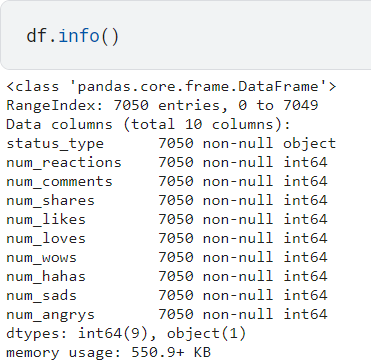 df.info()
<class 'pandas.core.frame.DataFrame'>
RangeIndex: 7050 entries, 0 to 7049
Data columns (total 10 columns):
status_type      7050 non-null object
num_reactions    7050 non-null int64
num_comments     7050 non-null int64
num_shares       7050 non-null int64
num_likes        7050 non-null int64
num_loves        7050 non-null int64
num_wows         7050 non-null int64
num_hahas        7050 non-null int64
num_sads         7050 non-null int64
num_angrys       7050 non-null int64
dtypes: int64(9), object(1)
memory usage: 550.9+ KB